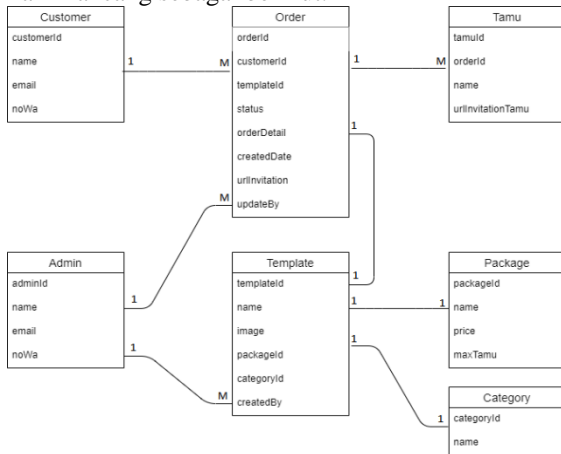 Customer
customerId
name
email
noWa
Order
orderId
customerId
templateId
status
orderDetail
createdDate
urlInvitation
updateBy
Tamu
tamuId
orderId
name
urlInvitationTamu
1
M
1
M
1
M
Admin
adminId
name
email
noWa
1
1
M
Template
templateId
name
image
packageId
categoryId
createdBy
1
1
1
1
1
Package
packageId
name
price
maxTamu
Category
categoryId
name